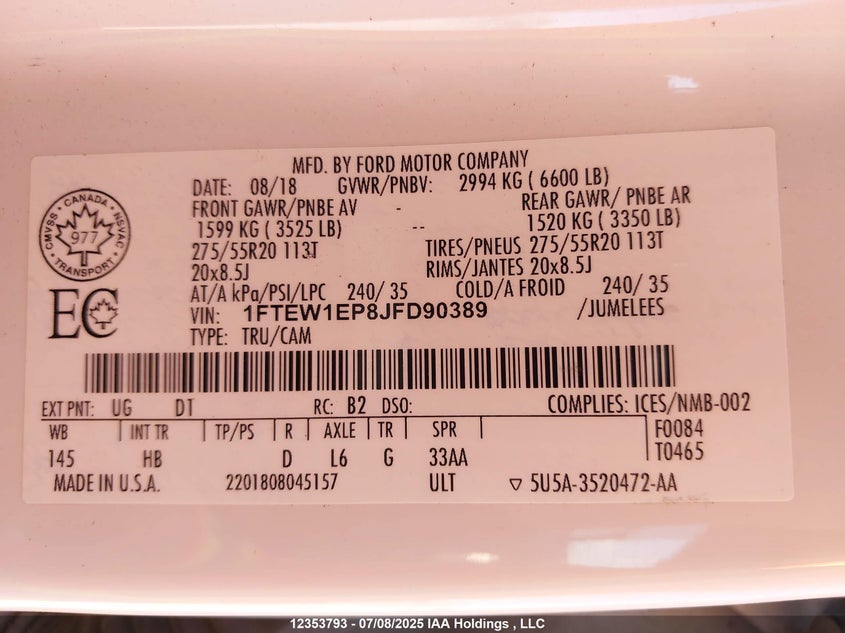 MFD. BY FORD MOTOR COMPANY
DATE: 08/18 GVWR/PNBV: 2994 KG ( 6600 LB)
FRONT GAWR/PNBE AV - REAR GAWR/ PNBE AR
1599 KG ( 3525 LB) -- 1520 KG ( 3350 LB)
275/55R20 113T TIRES/PNEUS 275/55R20 113T
20x8.5J RIMS/JANTES 20x8.5J
AT/A kPa/PSI/LPC 240/ 35 COLD/A FROID 240/ 35
VIN: 1FTEW1EP8JFD90389 /JUMELEES
TYPE: TRU/CAM
CMVSS · CANADA · NSVAC
977
· TRANSPORT ·
EC
EXT PNT: UG DT RC: B2 DSO: COMPLIES: ICES/NMB-002
WB INT TR TP/PS R AXLE TR SPR F0084
145 HB D L6 G 33AA T0465
MADE IN U.S.A. 2201808045157 ULT ▽ 5U5A-3520472-AA
12353793 - 07/08/2025 IAA Holdings , LLC